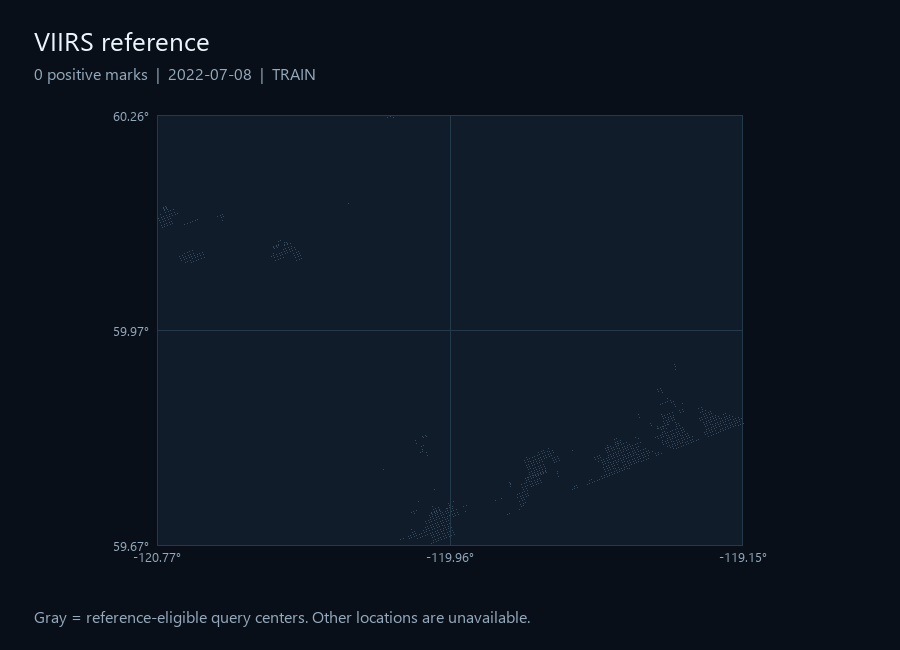 VIIRS reference
0 positive marks | 2022-07-08 | TRAIN
60.26°
59.97°
59.67°
-120.77° -119.96° -119.15°
Gray = reference-eligible query centers. Other locations are unavailable.